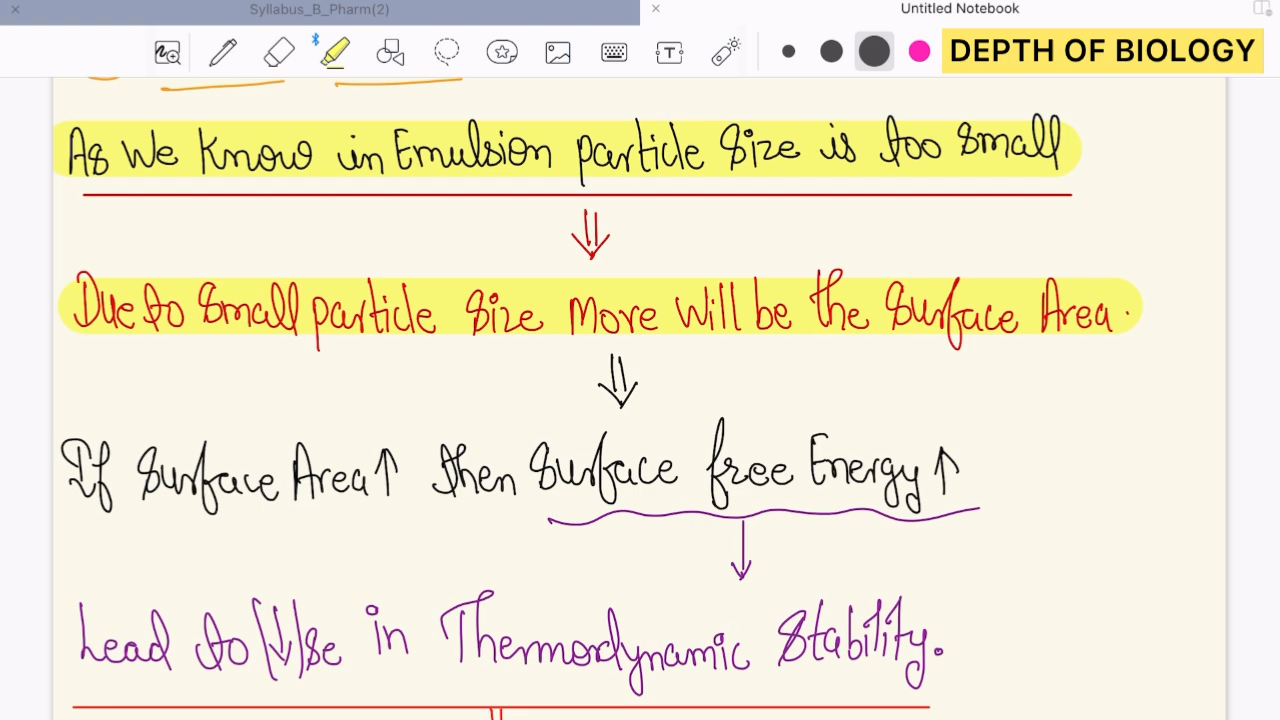 Syllabus_B_Pharm(2)
Untitled Notebook
T
DEPTH OF BIOLOGY
As We Know in Emulsion particle Size is too small
⇓
Due to small particle size More will be the Surface Area.
⇓
If Surface Area ↑ then Surface free Energy ↑
↓
Lead to (↓)se in Thermodynamic Stability.